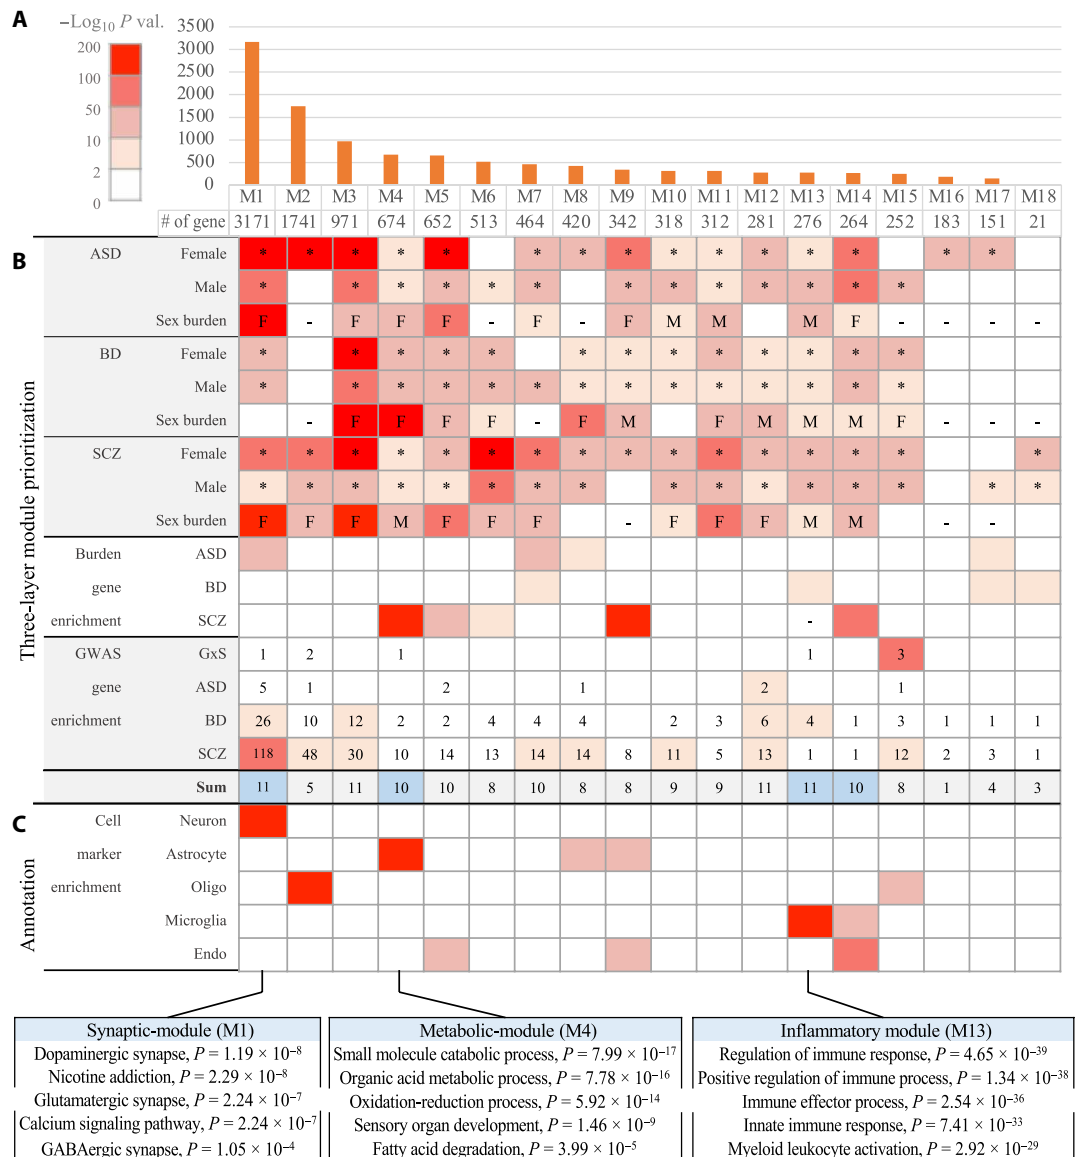 A
−Log10 P val.
200
100
50
10
2
0
3500
3000
2500
2000
1500
1000
500
0
M1 M2 M3 M4 M5 M6 M7 M8 M9 M10 M11 M12 M13 M14 M15 M16 M17 M18
# of gene 3171 1741 971 674 652 513 464 420 342 318 312 281 276 264 252 183 151 21
B
Three-layer module prioritization
ASD Female * * * * * * * * * * * * * * *
Male * * * * * * * * * * * * *
Sex burden F - F F F - F - F M M M F - - - -
BD Female * * * * * * * * * * * * *
Male * * * * * * * * * * * * * *
Sex burden - F F F F - F M F M M M F - - -
SCZ Female * * * * * * * * * * * * * * * *
Male * * * * * * * * * * * * * * * *
Sex burden F F F M F F F - F F F M M - -
Burden ASD
gene BD
enrichment SCZ -
GWAS GxS 1 2 1 1 3
gene ASD 5 1 2 1 2 1
enrichment BD 26 10 12 2 2 4 4 4 2 3 6 4 1 3 1 1 1
SCZ 118 48 30 10 14 13 14 14 8 11 5 13 1 1 12 2 3 1
Sum 11 5 11 10 10 8 10 8 8 9 9 11 11 10 8 1 4 3
C
Annotation
Cell Neuron
marker Astrocyte
enrichment Oligo
Microglia
Endo
Synaptic-module (M1)
Dopaminergic synapse, P = 1.19 × 10−8
Nicotine addiction, P = 2.29 × 10−8
Glutamatergic synapse, P = 2.24 × 10−7
Calcium signaling pathway, P = 2.24 × 10−7
GABAergic synapse, P = 1.05 × 10−4
Metabolic-module (M4)
Small molecule catabolic process, P = 7.99 × 10−17
Organic acid metabolic process, P = 7.78 × 10−16
Oxidation-reduction process, P = 5.92 × 10−14
Sensory organ development, P = 1.46 × 10−9
Fatty acid degradation, P = 3.99 × 10−5
Inflammatory module (M13)
Regulation of immune response, P = 4.65 × 10−39
Positive regulation of immune process, P = 1.34 × 10−38
Immune effector process, P = 2.54 × 10−36
Innate immune response, P = 7.41 × 10−33
Myeloid leukocyte activation, P = 2.92 × 10−29